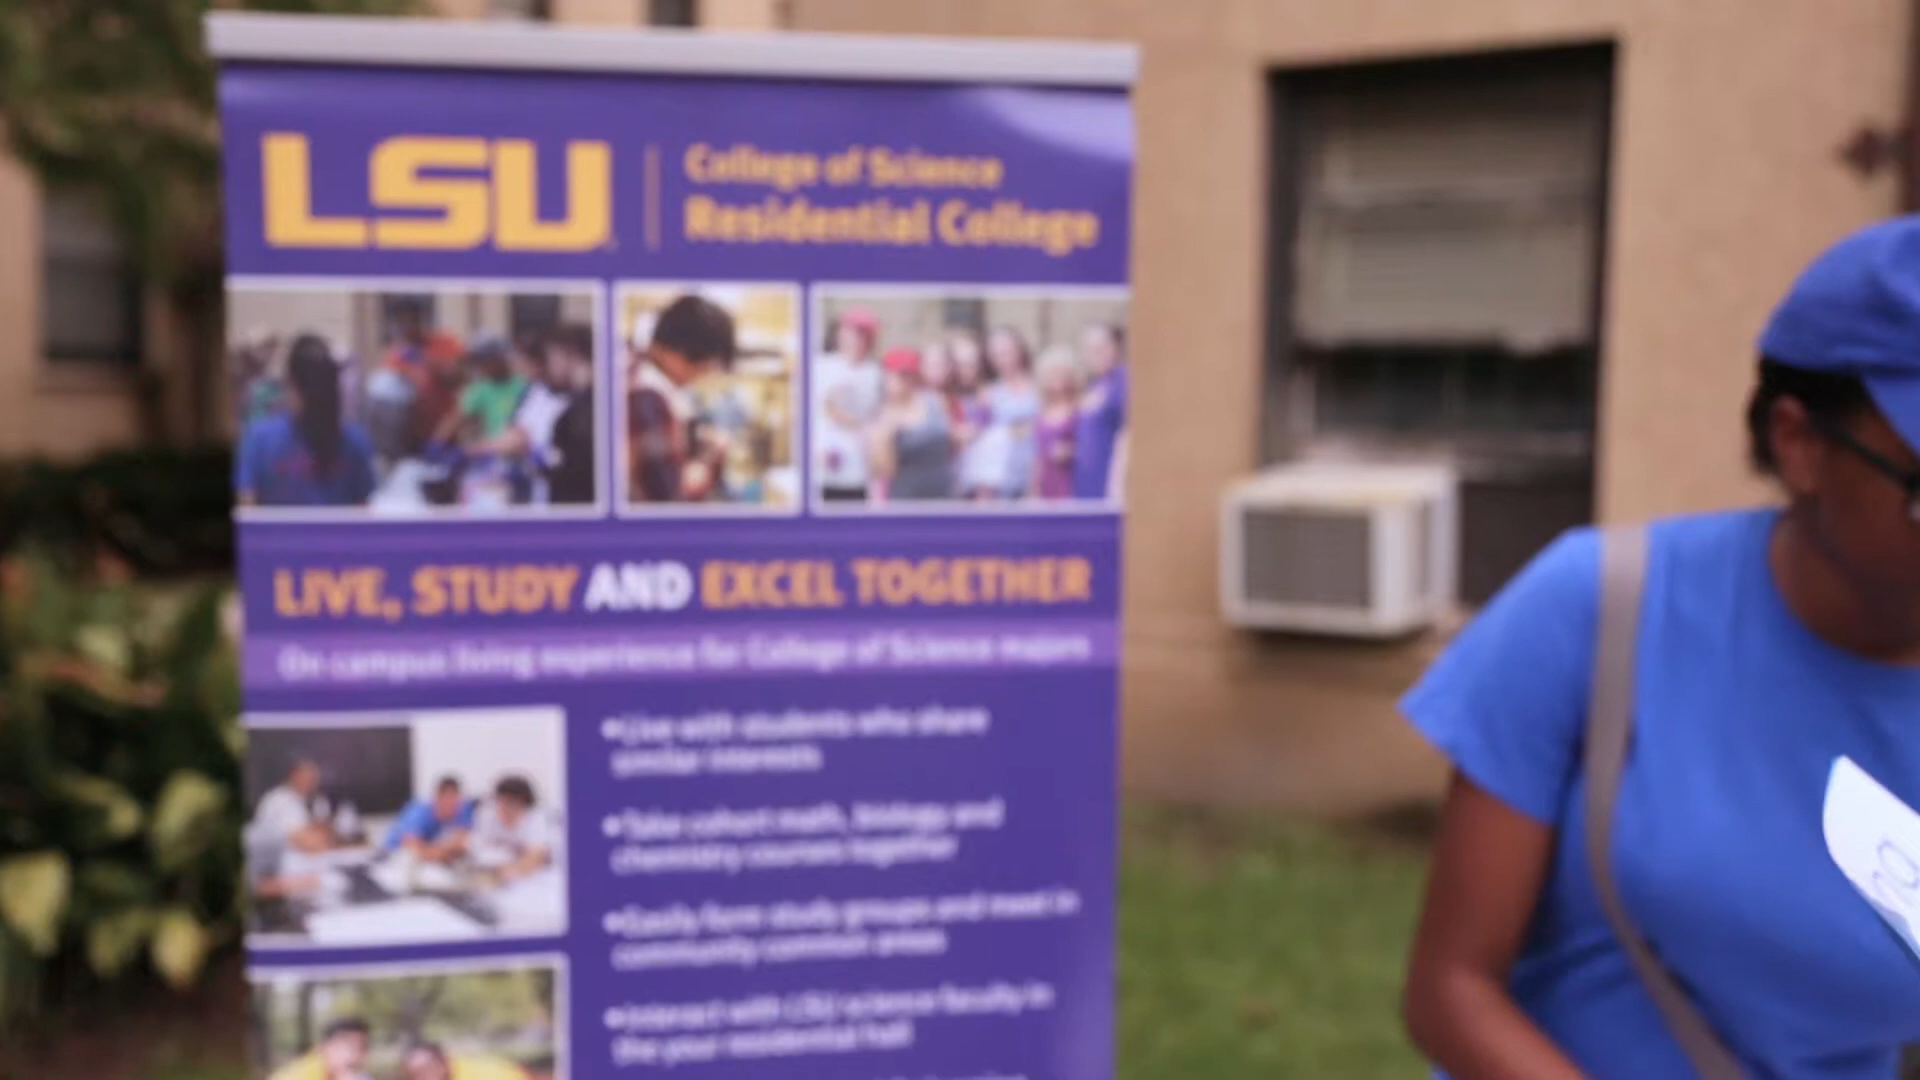 LSU
College of Science
Residential College
LIVE, STUDY AND EXCEL TOGETHER
On campus living experience for College of Science majors
•Live with students who share
similar interests
•Take cohort math, biology and
chemistry courses together
•Easily form study groups and meet in
community common areas
•Interact with LSU science faculty in
the your residential hall